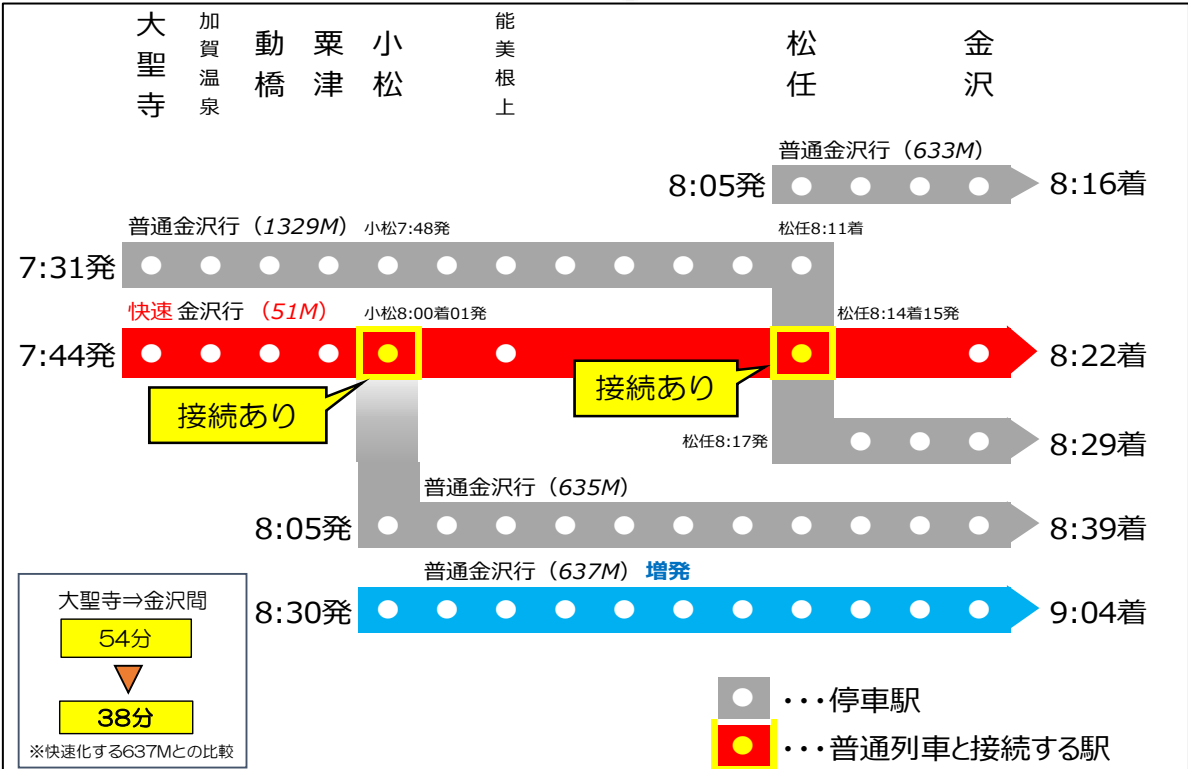 大聖寺
加賀温泉
動橋
粟津
小松
能美根上
松任
金沢
普通金沢行（633M）
8:05発
8:16着
普通金沢行（1329M） 小松7:48発
松任8:11着
7:31発
快速 金沢行 （51M） 小松8:00着01発
松任8:14着15発
7:44発
8:22着
接続あり
接続あり
松任8:17発
8:29着
普通金沢行（635M）
8:05発
8:39着
普通金沢行（637M） 増発
8:30発
9:04着
大聖寺⇒金沢間
54分
38分
※快速化する637Mとの比較
・・・停車駅
・・・普通列車と接続する駅